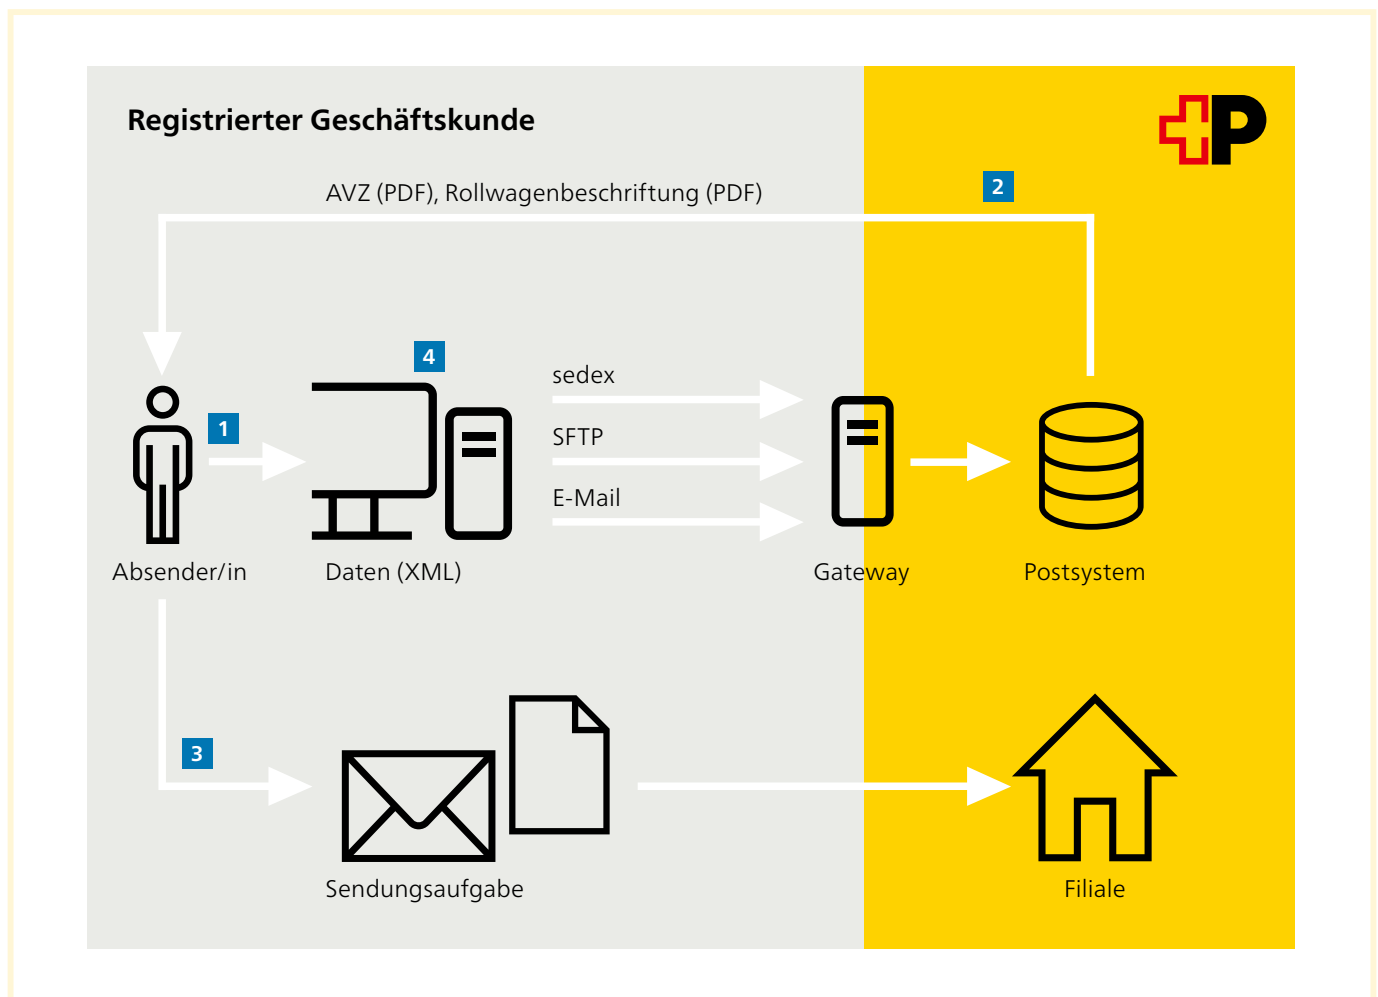 Registrierter Geschäftskunde
P
AVZ (PDF), Rollwagenbeschriftung (PDF)
2
4
sedex
1
SFTP
E-Mail
Absender/in
Daten (XML)
Gateway
Postsystem
3
Sendungsaufgabe
Filiale